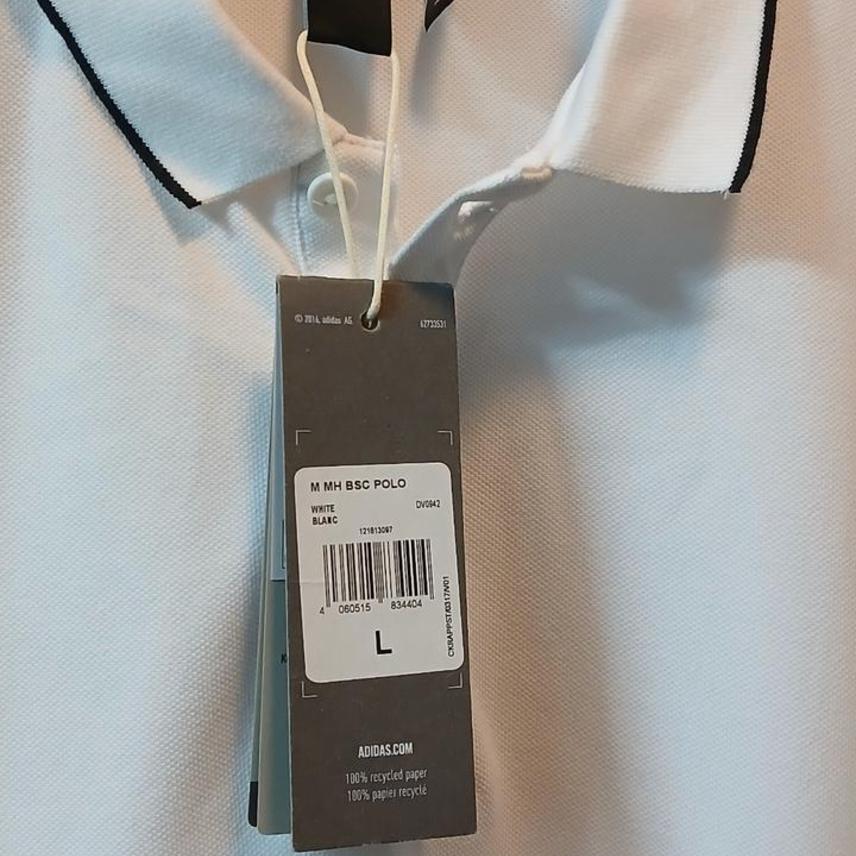 © 2016, adidas AG. 62733531
M MH BSC POLO
WHITE DV0942
BLANC
121813097
4 060515 834404
L
CKRAPPST/0317/V01
ADIDAS.COM
100% recycled paper
100% papier recyclé